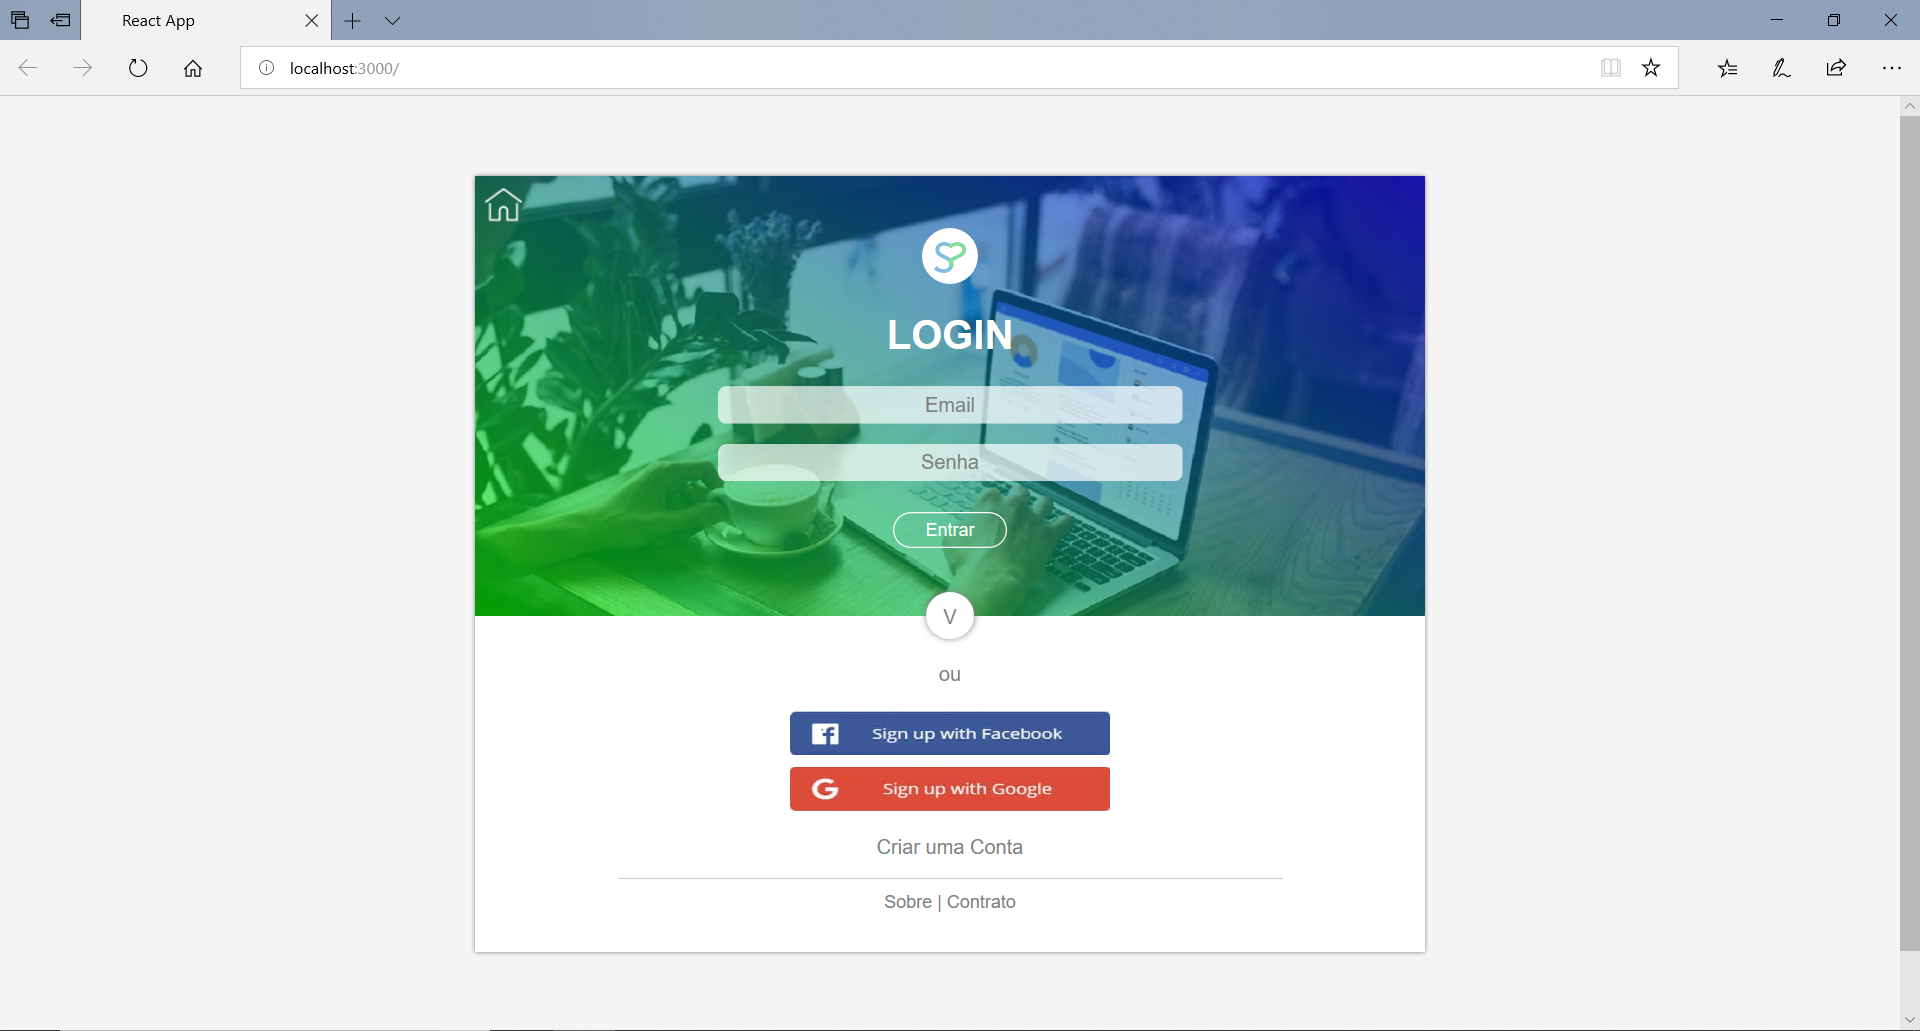 React App
localhost:3000/
LOGIN
Email
Senha
Entrar
V
ou
Sign up with Facebook
Sign up with Google
Criar uma Conta
Sobre | Contrato